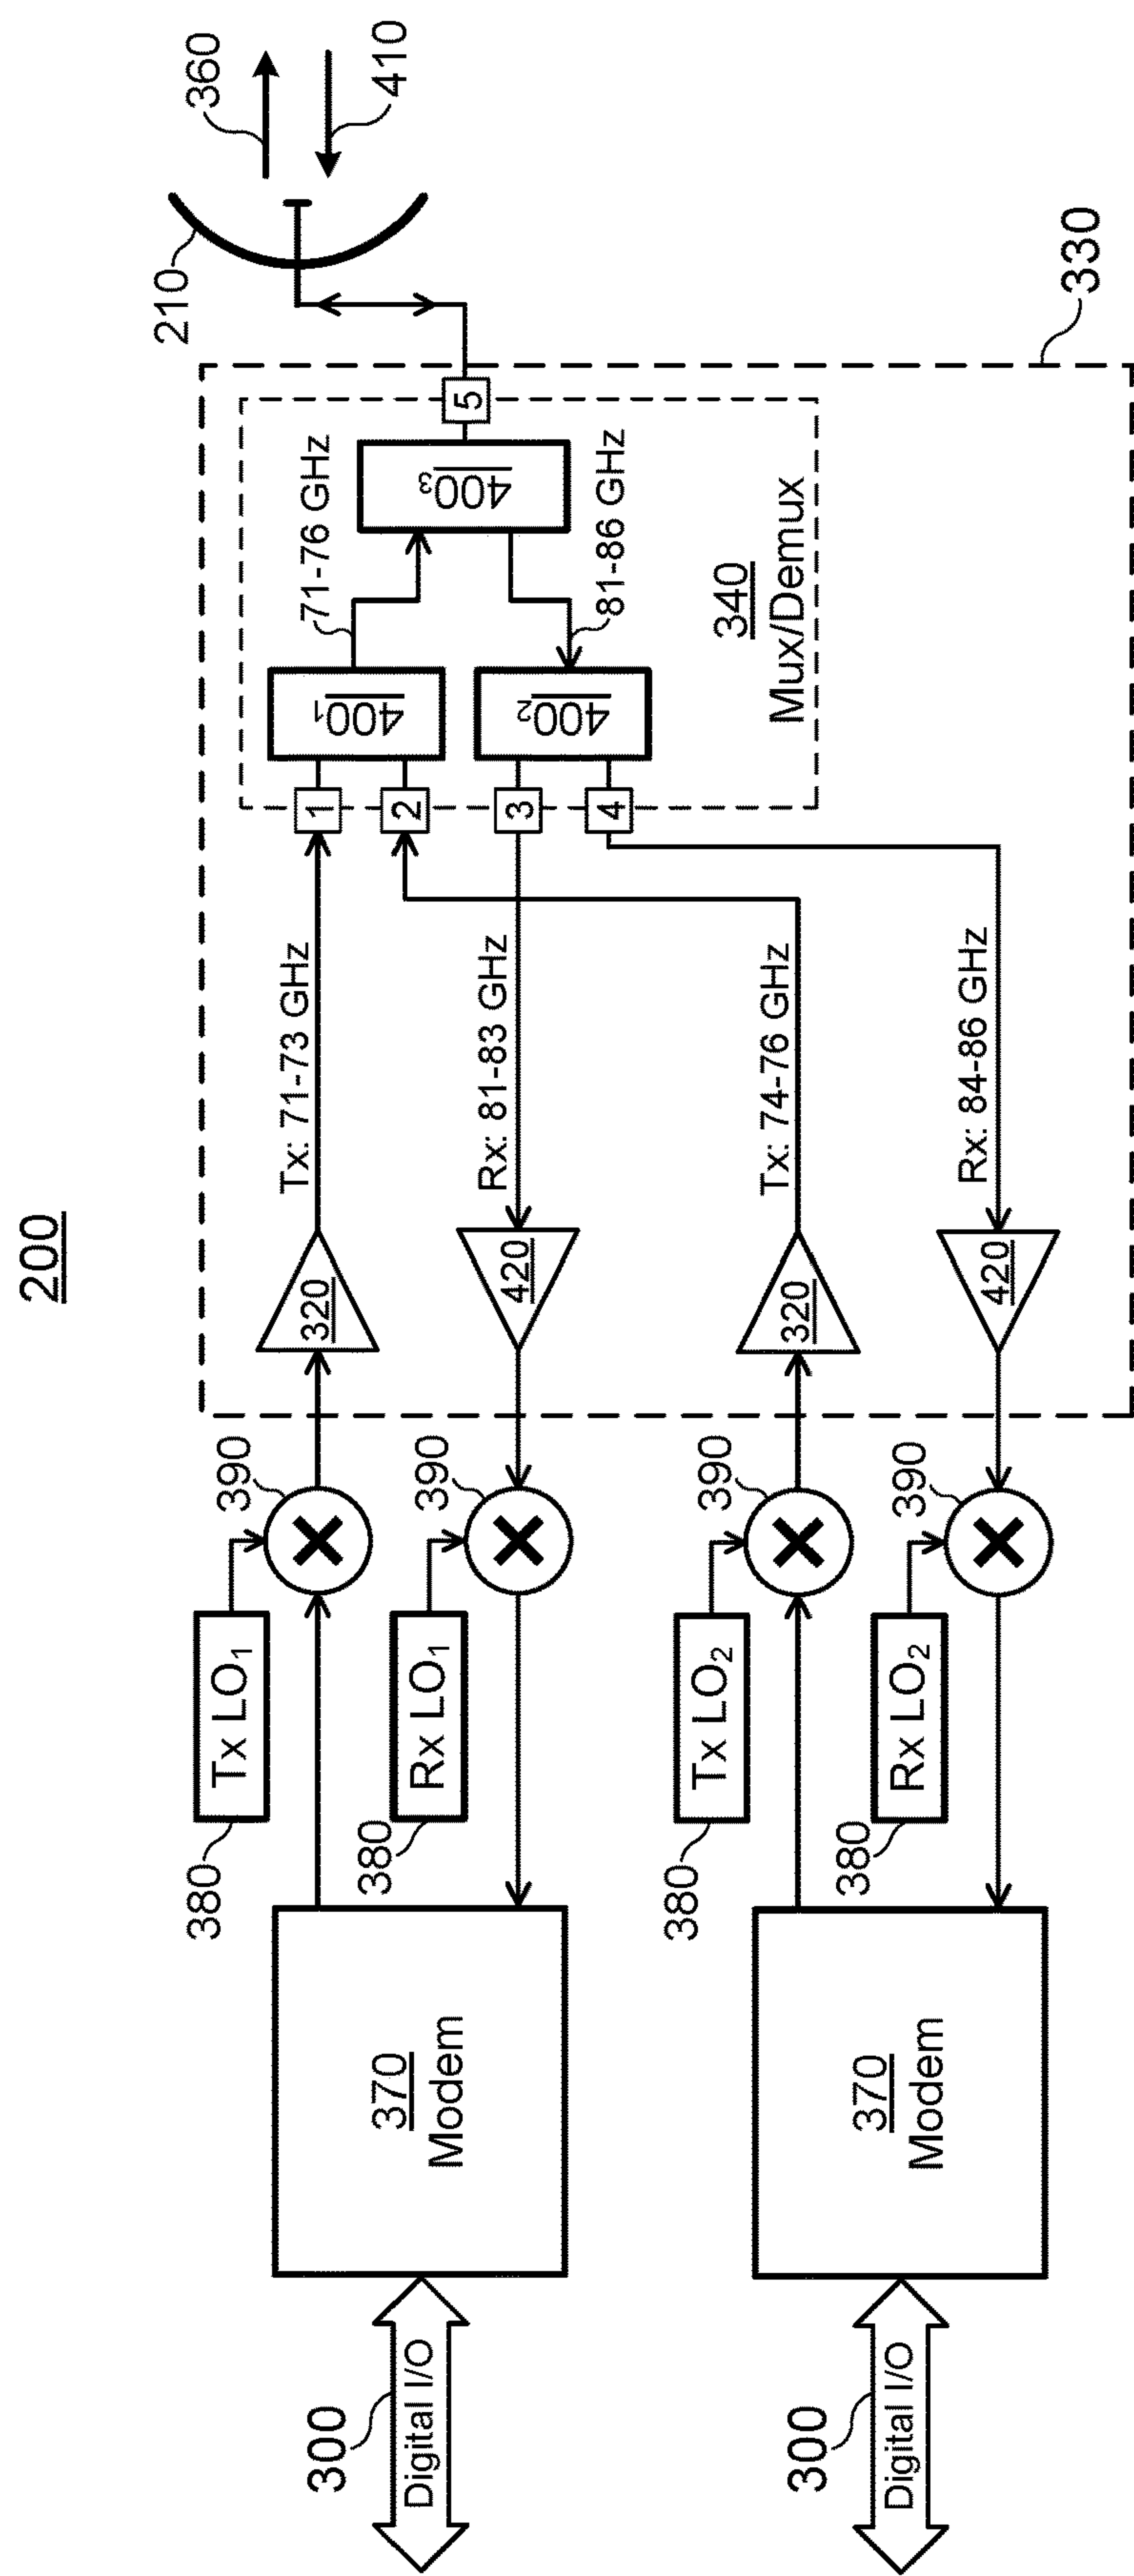 200
300
Digital I/O
370
Modem
380
Tx LO1
390
320
Tx: 71-73 GHz
1
380
Rx LO1
390
420
Rx: 81-83 GHz
3
300
Digital I/O
370
Modem
380
Tx LO2
390
320
Tx: 74-76 GHz
2
380
Rx LO2
390
420
Rx: 84-86 GHz
4
4001
71-76 GHz
4002
81-86 GHz
4003
5
340
Mux/Demux
330
210
360
410